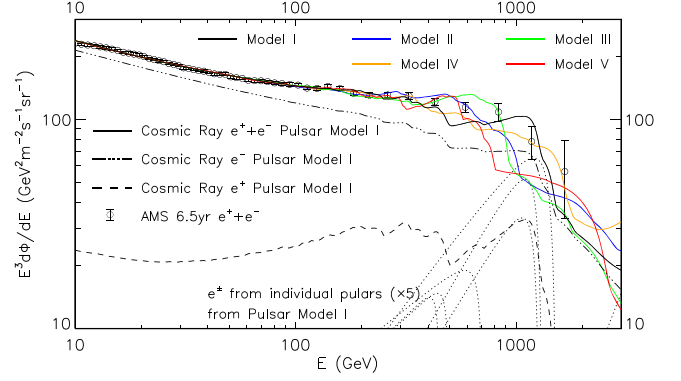 10 100 1000
Model I Model II Model III
Model IV Model V
E³dϕ/dE (GeV²m⁻²s⁻¹sr⁻¹)
100 100
Cosmic Ray e⁺+e⁻ Pulsar Model I
Cosmic Ray e⁻ Pulsar Model I
Cosmic Ray e⁺ Pulsar Model I
AMS 6.5yr e⁺+e⁻
e± from individual pulars (×5)
from Pulsar Model I
10 10
10 100 1000
E (GeV)